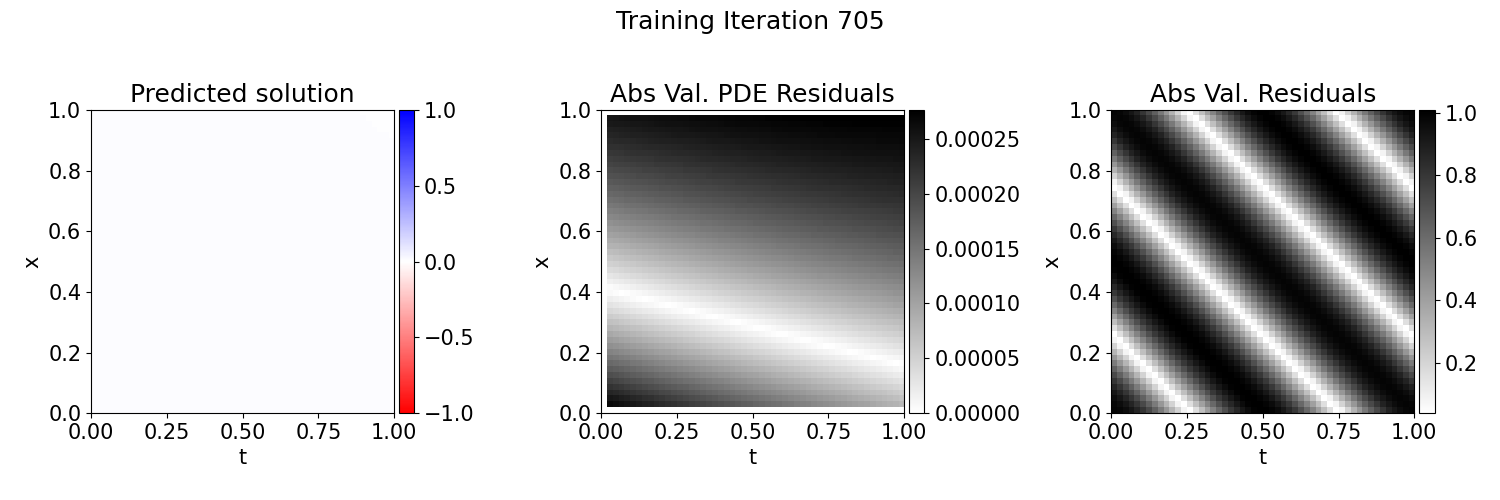 Training Iteration 705
Predicted solution
1.0
0.8
0.6
0.4
0.2
0.0
x
0.00 0.25 0.50 0.75 1.00
t
1.0
0.5
0.0
−0.5
−1.0
Abs Val. PDE Residuals
1.0
0.8
0.6
0.4
0.2
0.0
x
0.00 0.25 0.50 0.75 1.00
t
0.00025
0.00020
0.00015
0.00010
0.00005
0.00000
Abs Val. Residuals
1.0
0.8
0.6
0.4
0.2
0.0
x
0.00 0.25 0.50 0.75 1.00
t
1.0
0.8
0.6
0.4
0.2